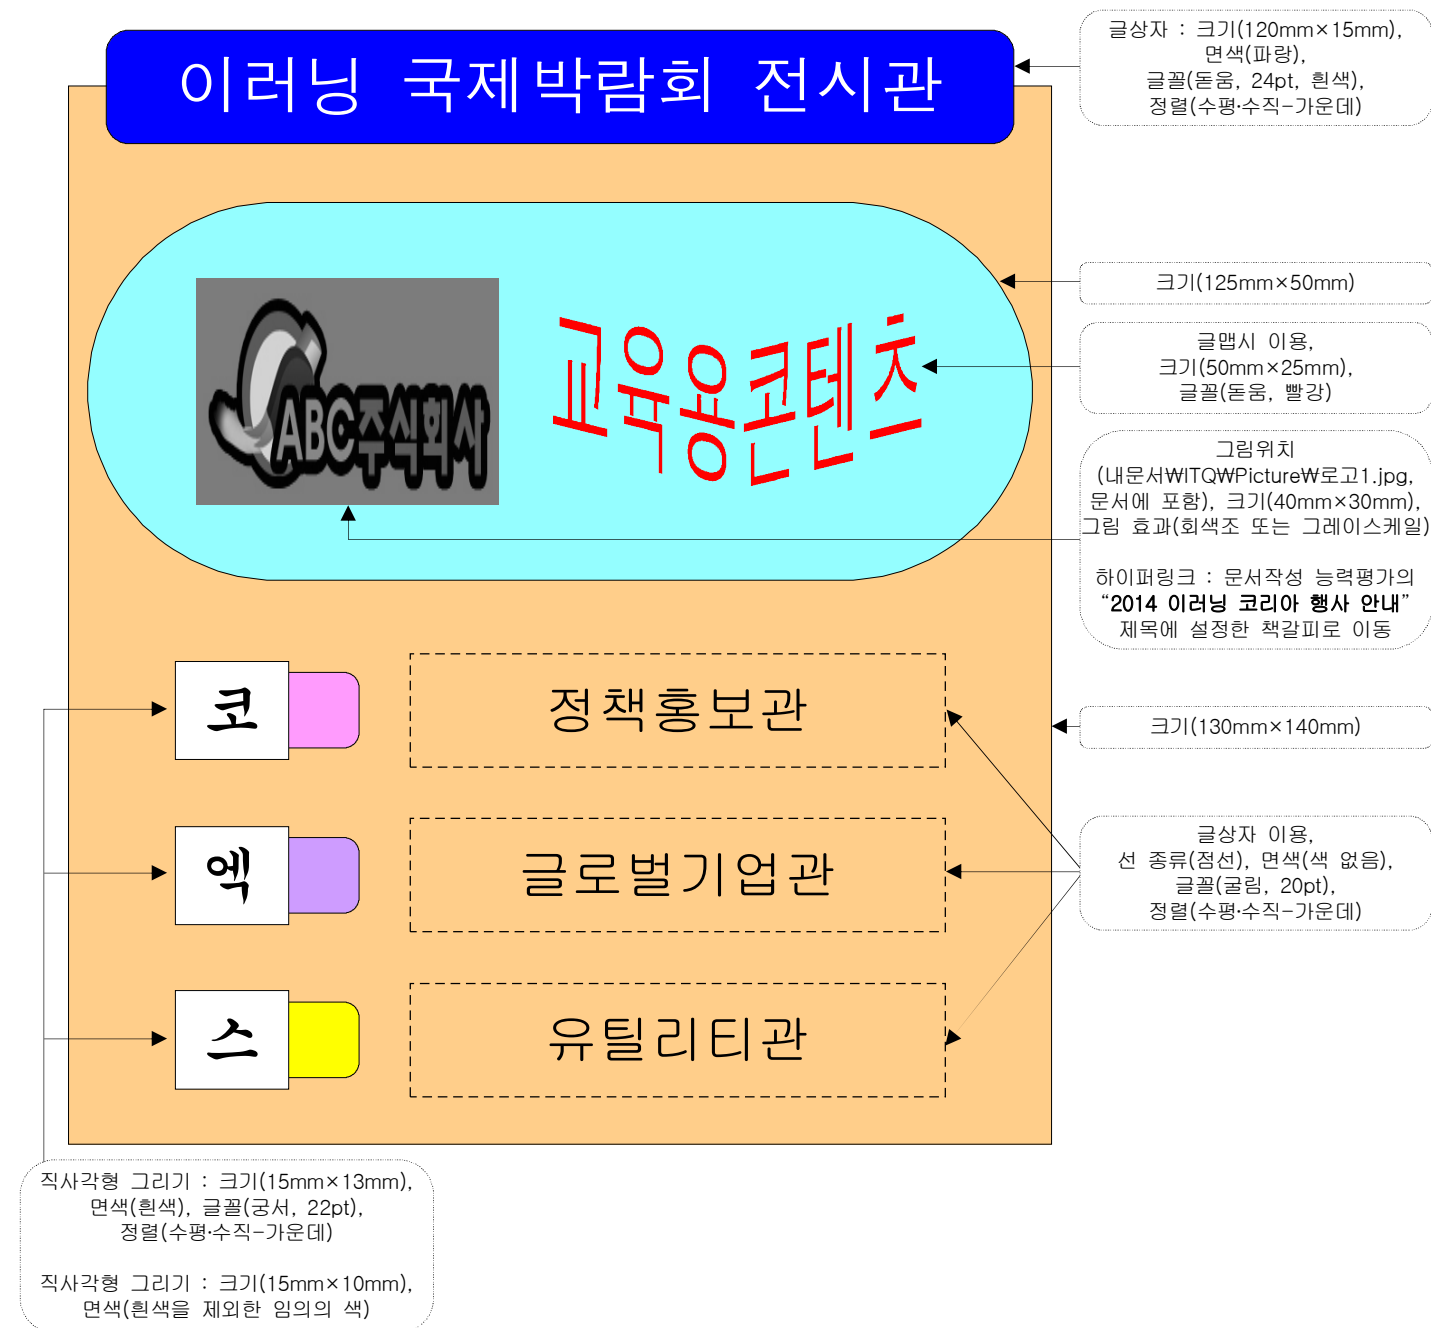 이러닝 국제박람회 전시관
글상자 : 크기(120mm×15mm),
면색(파랑),
글꼴(돋움, 24pt, 흰색),
정렬(수평·수직-가운데)
크기(125mm×50mm)
ABC주식회사
교육용콘텐츠
글맵시 이용,
크기(50mm×25mm),
글꼴(돋움, 빨강)
그림위치
(내문서₩ITQ₩Picture₩로고1.jpg,
문서에 포함), 크기(40mm×30mm),
그림 효과(회색조 또는 그레이스케일)
하이퍼링크 : 문서작성 능력평가의
“2014 이러닝 코리아 행사 안내”
제목에 설정한 책갈피로 이동
코
정책홍보관
크기(130mm×140mm)
엑
글로벌기업관
글상자 이용,
선 종류(점선), 면색(색 없음),
글꼴(굴림, 20pt),
정렬(수평·수직-가운데)
스
유틸리티관
직사각형 그리기 : 크기(15mm×13mm),
면색(흰색), 글꼴(궁서, 22pt),
정렬(수평·수직-가운데)
직사각형 그리기 : 크기(15mm×10mm),
면색(흰색을 제외한 임의의 색)